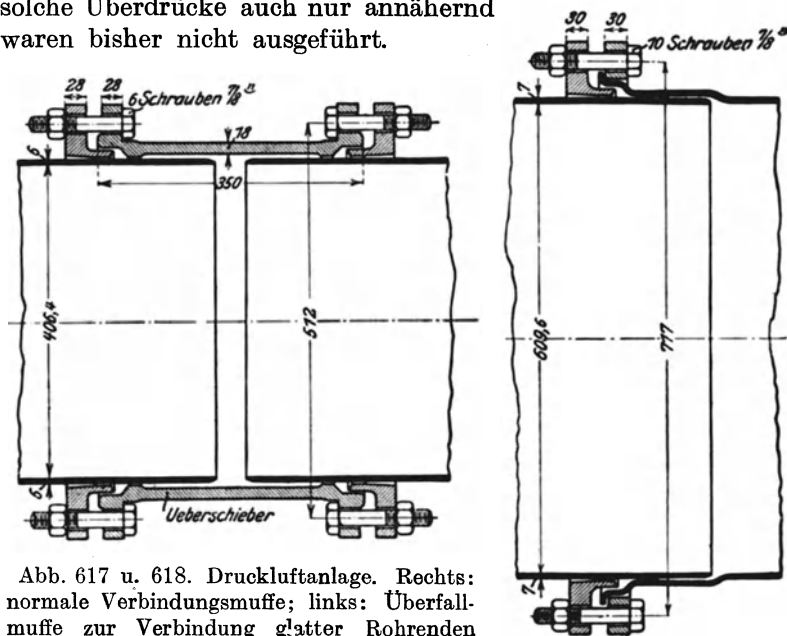 solche Überdrücke auch nur annähernd
waren bisher nicht ausgeführt.
28 28
6 Schrauben 7/8"
18
6
350
406,4
512
6
Ueberschieber
30 30
10 Schrauben 7/8"
7
609,6
777
7
Abb. 617 u. 618. Druckluftanlage. Rechts:
normale Verbindungsmuffe; links: Überfall-
muffe zur Verbindung glatter Rohrenden